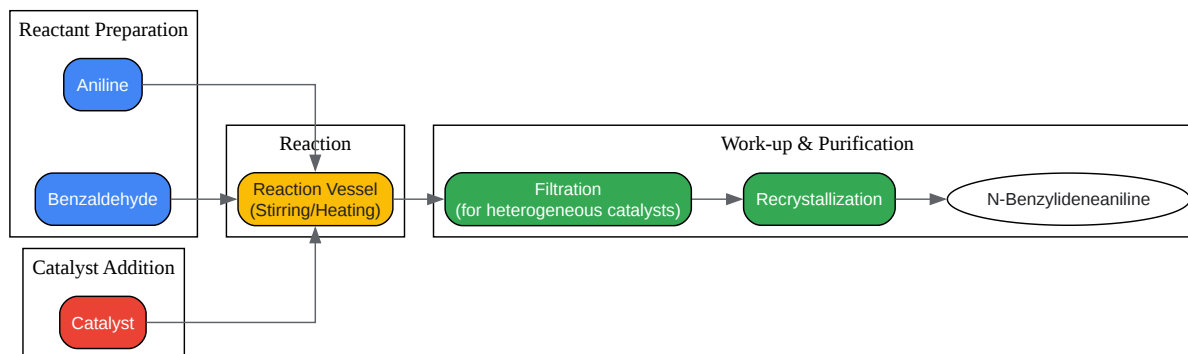 Reactant Preparation
Aniline
Benzaldehyde
Catalyst Addition
Catalyst
Reaction
Reaction Vessel
(Stirring/Heating)
Work-up & Purification
Filtration
(for heterogeneous catalysts)
Recrystallization
N-Benzylideneaniline